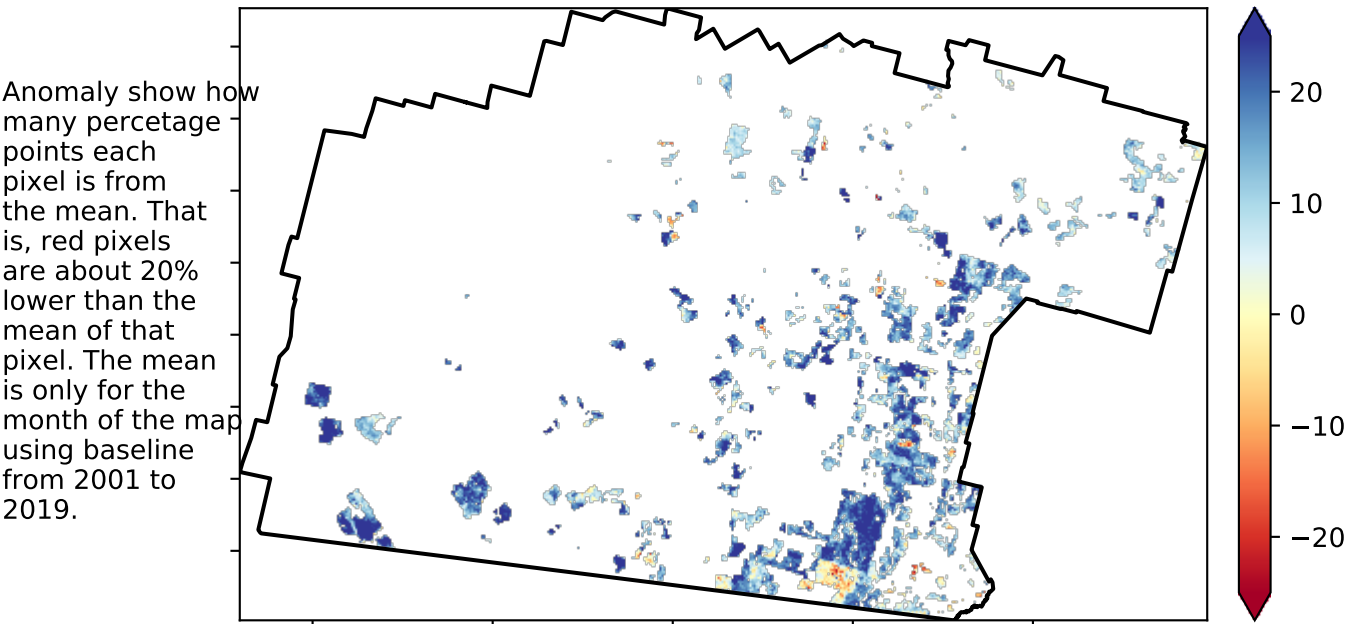 Anomaly show how
many percetage
points each
pixel is from
the mean. That
is, red pixels
are about 20%
lower than the
mean of that
pixel. The mean
is only for the
month of the map
using baseline
from 2001 to
2019.
20
10
0
−10
−20